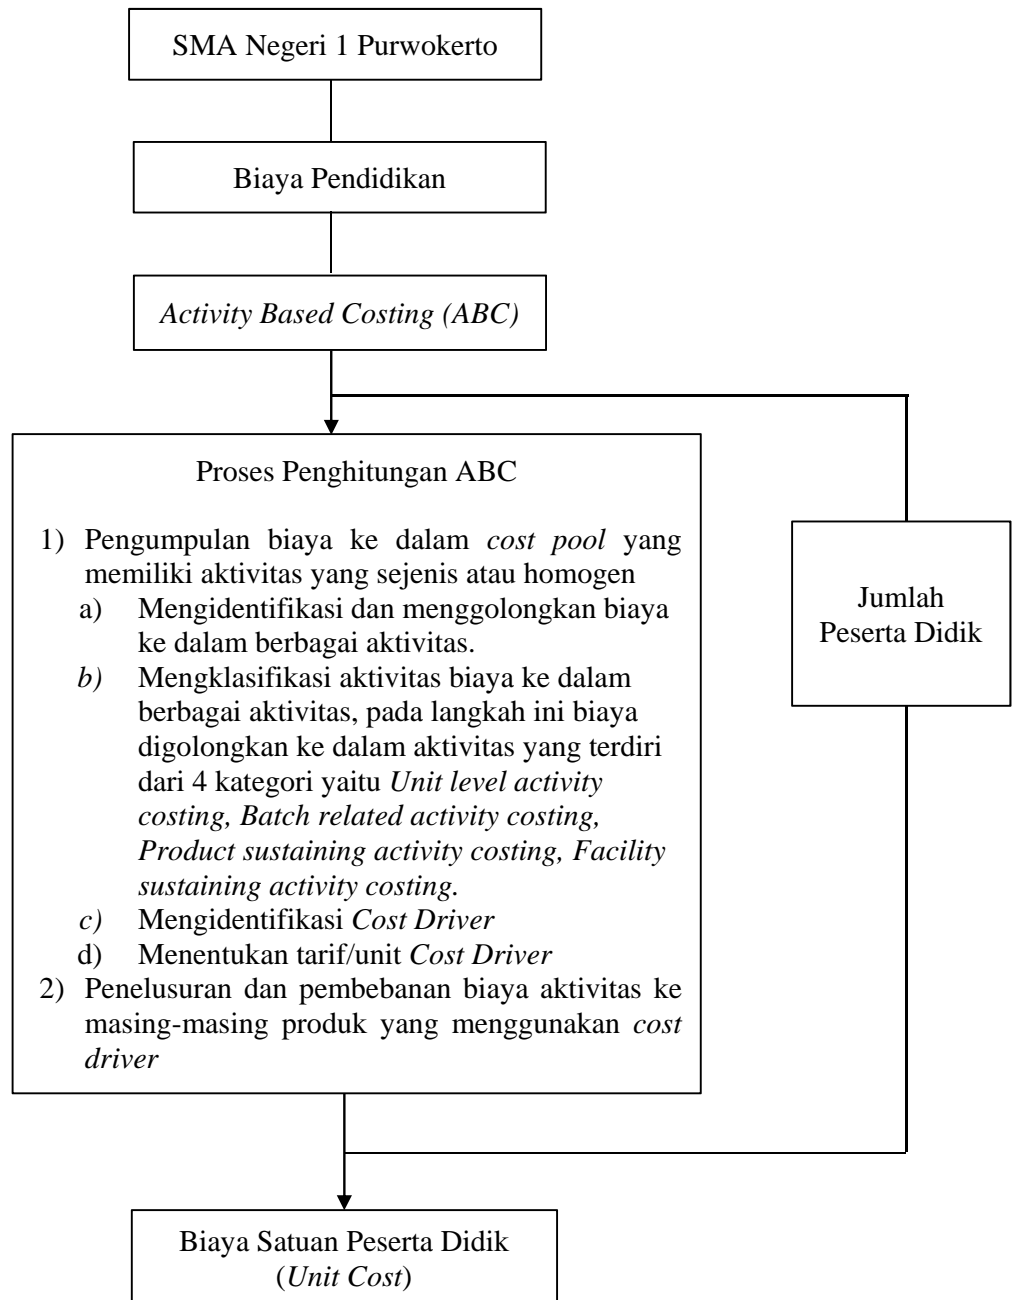 SMA Negeri 1 Purwokerto
Biaya Pendidikan
Activity Based Costing (ABC)
Proses Penghitungan ABC
1) Pengumpulan biaya ke dalam cost pool yang
memiliki aktivitas yang sejenis atau homogen
a) Mengidentifikasi dan menggolongkan biaya
ke dalam berbagai aktivitas.
b) Mengklasifikasi aktivitas biaya ke dalam
berbagai aktivitas, pada langkah ini biaya
digolongkan ke dalam aktivitas yang terdiri
dari 4 kategori yaitu Unit level activity
costing, Batch related activity costing,
Product sustaining activity costing, Facility
sustaining activity costing.
c) Mengidentifikasi Cost Driver
d) Menentukan tarif/unit Cost Driver
2) Penelusuran dan pembebanan biaya aktivitas ke
masing-masing produk yang menggunakan cost
driver
Jumlah
Peserta Didik
Biaya Satuan Peserta Didik
(Unit Cost)